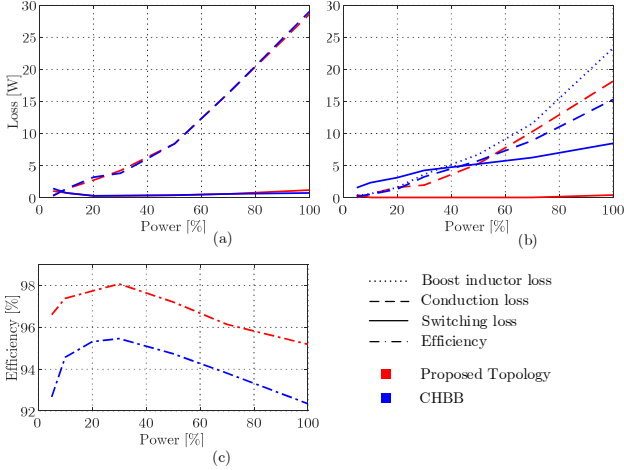 30
25
20
15
10
5
0
Loss [W]
0 20 40 60 80 100
Power [%]
(a)
30
25
20
15
10
5
0
0 20 40 60 80 100
Power [%]
(b)
98
96
94
92
Efficiency [%]
0 20 40 60 80 100
Power [%]
(c)
Boost inductor loss
Conduction loss
Switching loss
Efficiency
Proposed Topology
CHBB